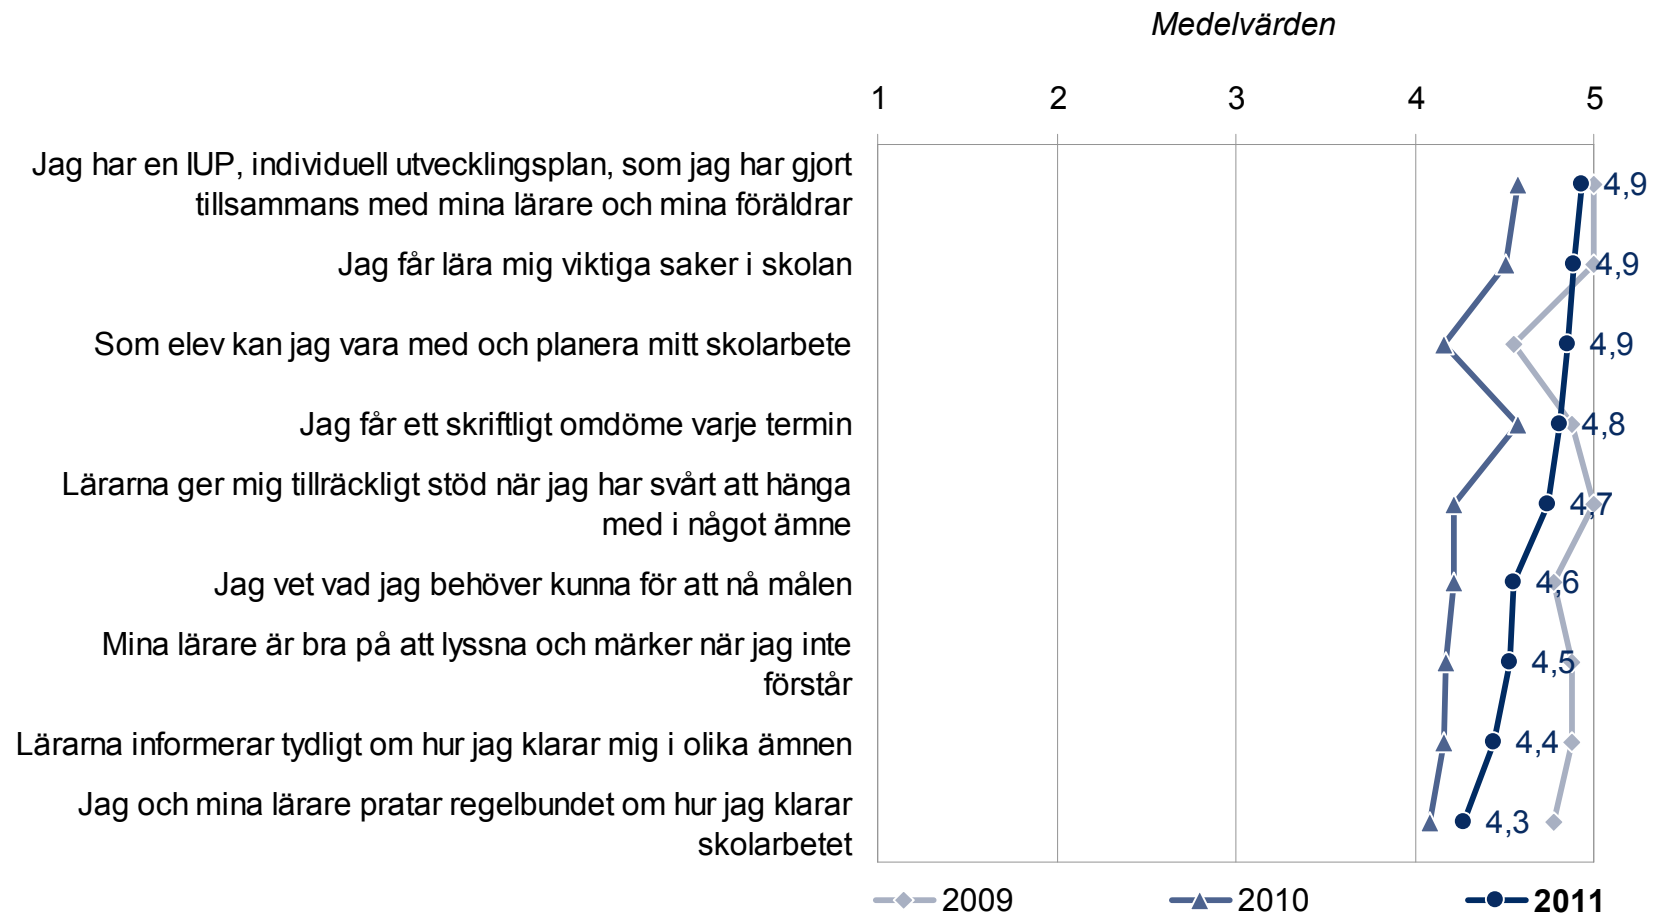 Medelvärden
1 2 3 4 5
Jag har en IUP, individuell utvecklingsplan, som jag har gjort
tillsammans med mina lärare och mina föräldrar
4,9
Jag får lära mig viktiga saker i skolan
4,9
Som elev kan jag vara med och planera mitt skolarbete
4,9
Jag får ett skriftligt omdöme varje termin
4,8
Lärarna ger mig tillräckligt stöd när jag har svårt att hänga
med i något ämne
4,7
Jag vet vad jag behöver kunna för att nå målen
4,6
Mina lärare är bra på att lyssna och märker när jag inte
förstår
4,5
Lärarna informerar tydligt om hur jag klarar mig i olika ämnen
4,4
Jag och mina lärare pratar regelbundet om hur jag klarar
skolarbetet
4,3
2009 2010 2011